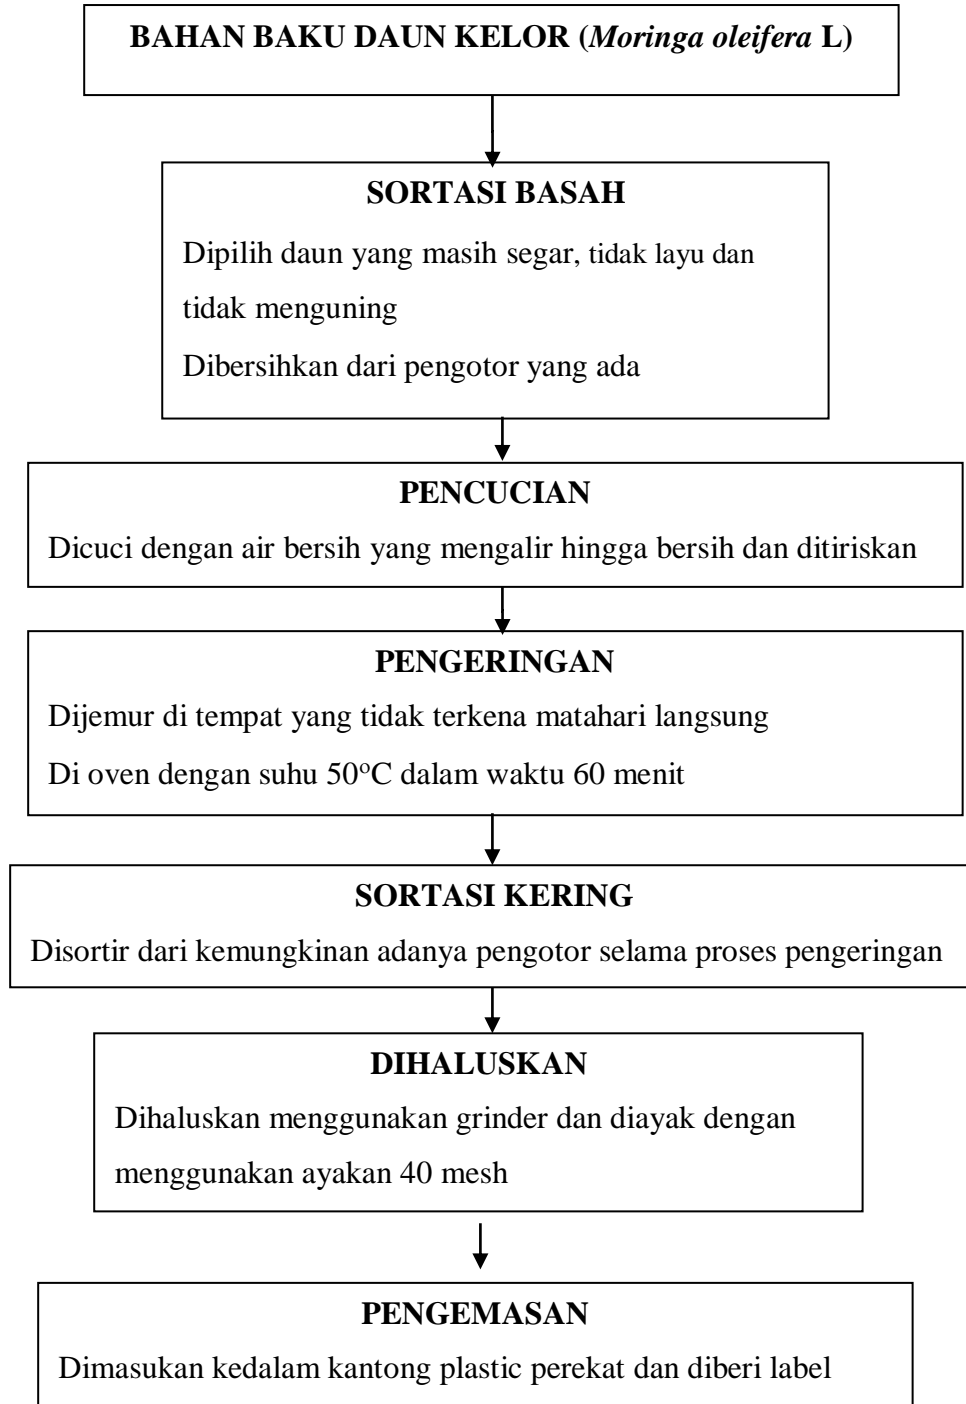 BAHAN BAKU DAUN KELOR (Moringa oleifera L)
SORTASI BASAH
Dipilih daun yang masih segar, tidak layu dan
tidak menguning
Dibersihkan dari pengotor yang ada
PENCUCIAN
Dicuci dengan air bersih yang mengalir hingga bersih dan ditiriskan
PENGERINGAN
Dijemur di tempat yang tidak terkena matahari langsung
Di oven dengan suhu 50°C dalam waktu 60 menit
SORTASI KERING
Disortir dari kemungkinan adanya pengotor selama proses pengeringan
DIHALUSKAN
Dihaluskan menggunakan grinder dan diayak dengan
menggunakan ayakan 40 mesh
PENGEMASAN
Dimasukan kedalam kantong plastic perekat dan diberi label